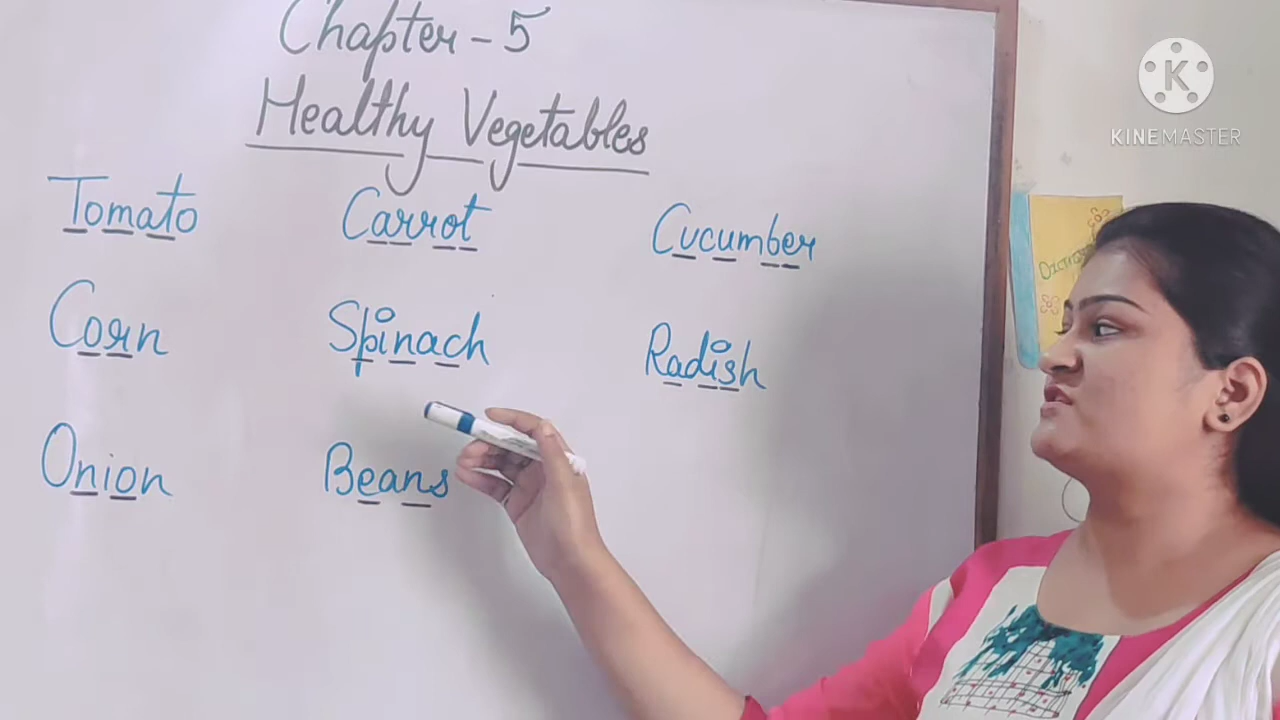 Chapter - 5
Healthy Vegetables
Tomato Carrot Cucumber
Corn Spinach Radish
Onion Beans
K
KINEMASTER